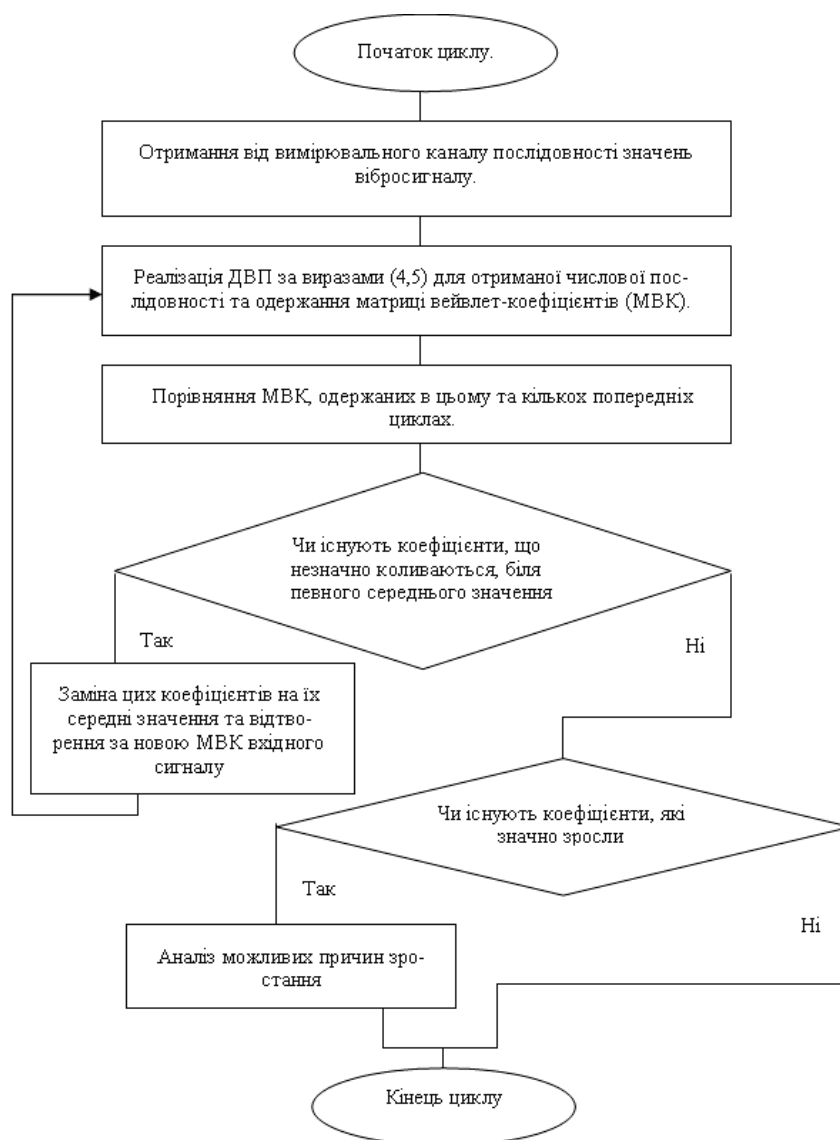 Початок циклу.
Отримання від вимірювального каналу послідовності значень
вібросигналу.
Реалізація ДВП за виразами (4,5) для отриманої числової пос-
лідовності та одержання матриці вейвлет-коефіцієнтів (МВК).
Порівняння МВК, одержаних в цьому та кількох попередніх
циклах.
Чи існують коефіцієнти, що
незначно коливаються, біля
певного середнього значення
Так
Ні
Заміна цих коефіцієнтів на їх
середні значення та відтво-
рення за новою МВК вхідного
сигналу
Чи існують коефіцієнти, які
значно зросли
Так
Ні
Аналіз можливих причин зро-
стання
Кінець циклу